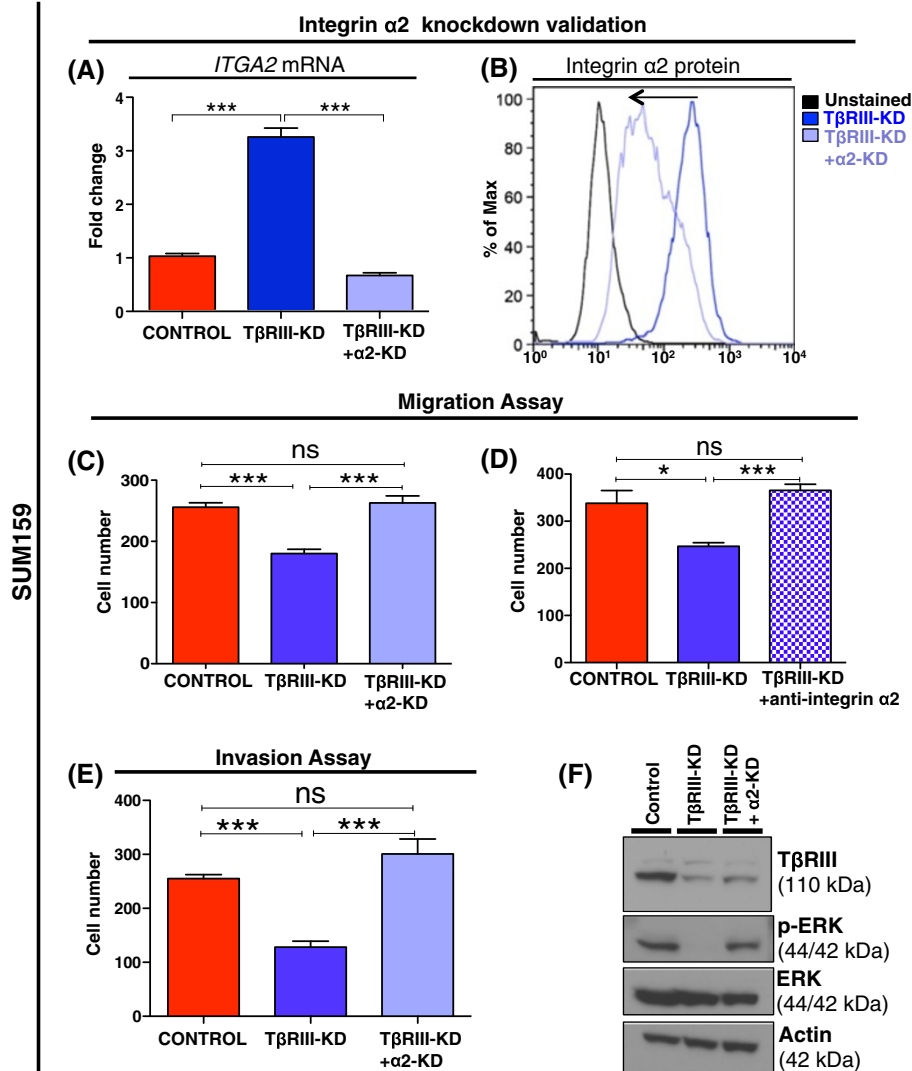 Integrin α2 knockdown validation
(A)
ITGA2 mRNA
Fold change
4
3
2
1
0
***
***
CONTROL
TβRIII-KD
TβRIII-KD
+α2-KD
(B)
Integrin α2 protein
% of Max
100
80
60
40
20
0
10⁰
10¹
10²
10³
10⁴
Unstained
TβRIII-KD
TβRIII-KD
+α2-KD
SUM159
Migration Assay
(C)
Cell number
300
200
100
0
ns
***
***
CONTROL
TβRIII-KD
TβRIII-KD
+α2-KD
(D)
Cell number
400
300
200
100
0
ns
*
***
CONTROL
TβRIII-KD
TβRIII-KD
+anti-integrin α2
(E)
Invasion Assay
Cell number
400
300
200
100
0
ns
***
***
CONTROL
TβRIII-KD
TβRIII-KD
+α2-KD
(F)
Control
TβRIII-KD
TβRIII-KD
+ α2-KD
TβRIII
(110 kDa)
p-ERK
(44/42 kDa)
ERK
(44/42 kDa)
Actin
(42 kDa)